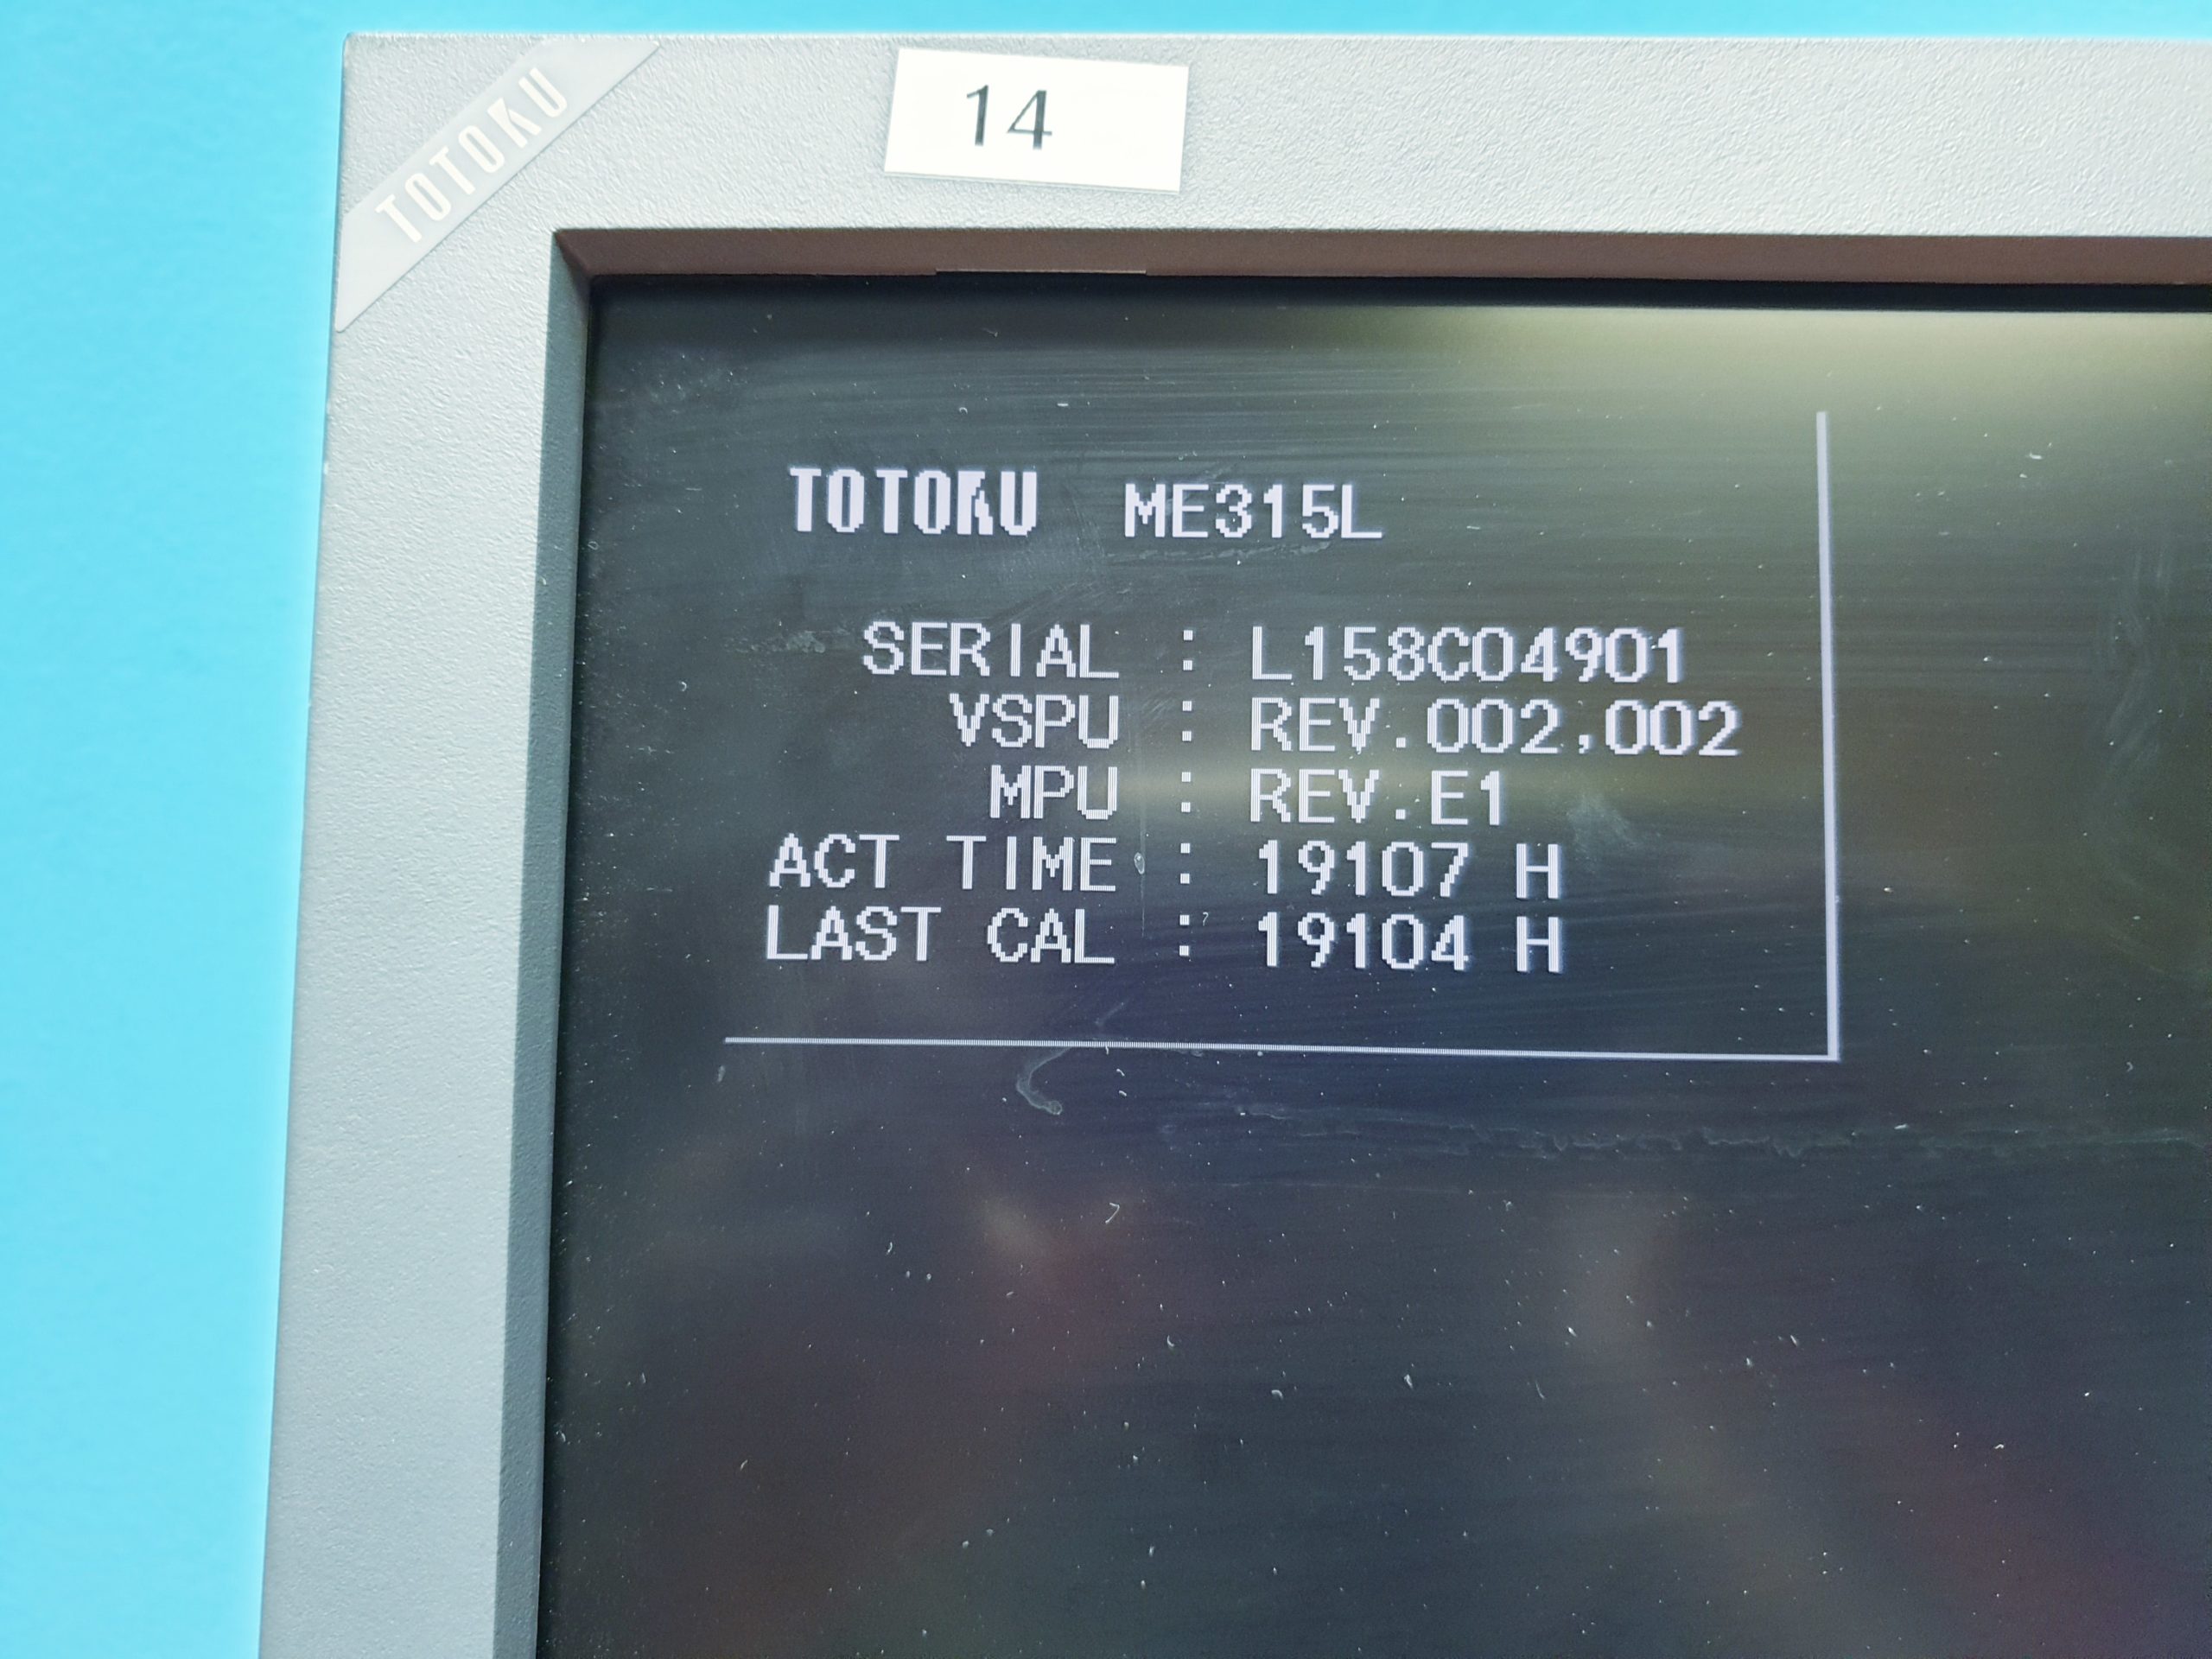 TOTOKU
14
TOTOKU ME315L
SERIAL : L158C04901
VSPU : REV.002,002
MPU : REV.E1
ACT TIME : 19107 H
LAST CAL : 19104 H